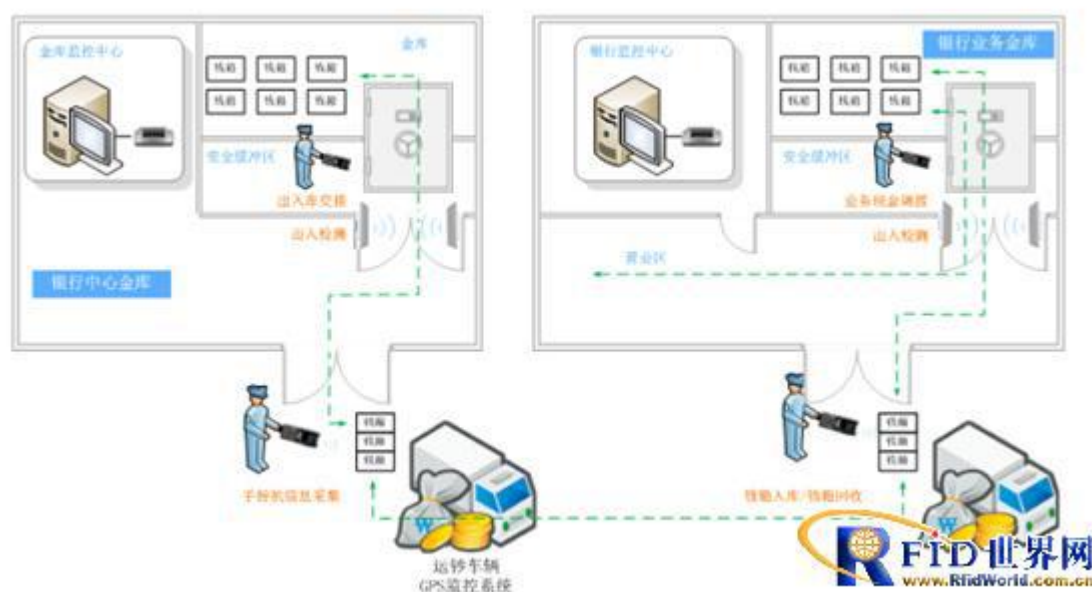 金库监控中心
金库
钱箱 钱箱 钱箱
钱箱 钱箱 钱箱
安全缓冲区
出入库交接
出入检测
银行中心金库
钱箱
钱箱
钱箱
手持机信息采集
运钞车辆
GPS监控系统
银行监控中心
银行业务金库
钱箱 钱箱 钱箱
钱箱 钱箱 钱箱
安全缓冲区
业务现金调拨
出入检测
营业区
钱箱
钱箱
钱箱
钱箱入库/钱箱回收
W
W
RFID世界网
www.RfidWorld.com.cn